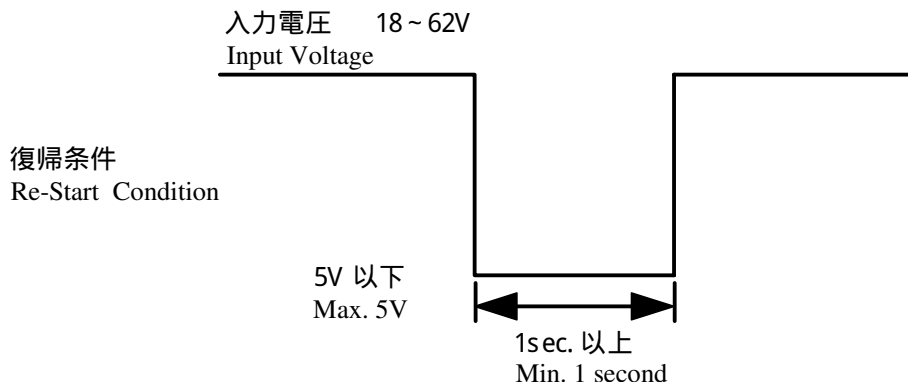 入力電圧 18~62V
Input Voltage
復帰条件
Re-Start Condition
5V 以下
Max. 5V
1sec. 以上
Min. 1 second